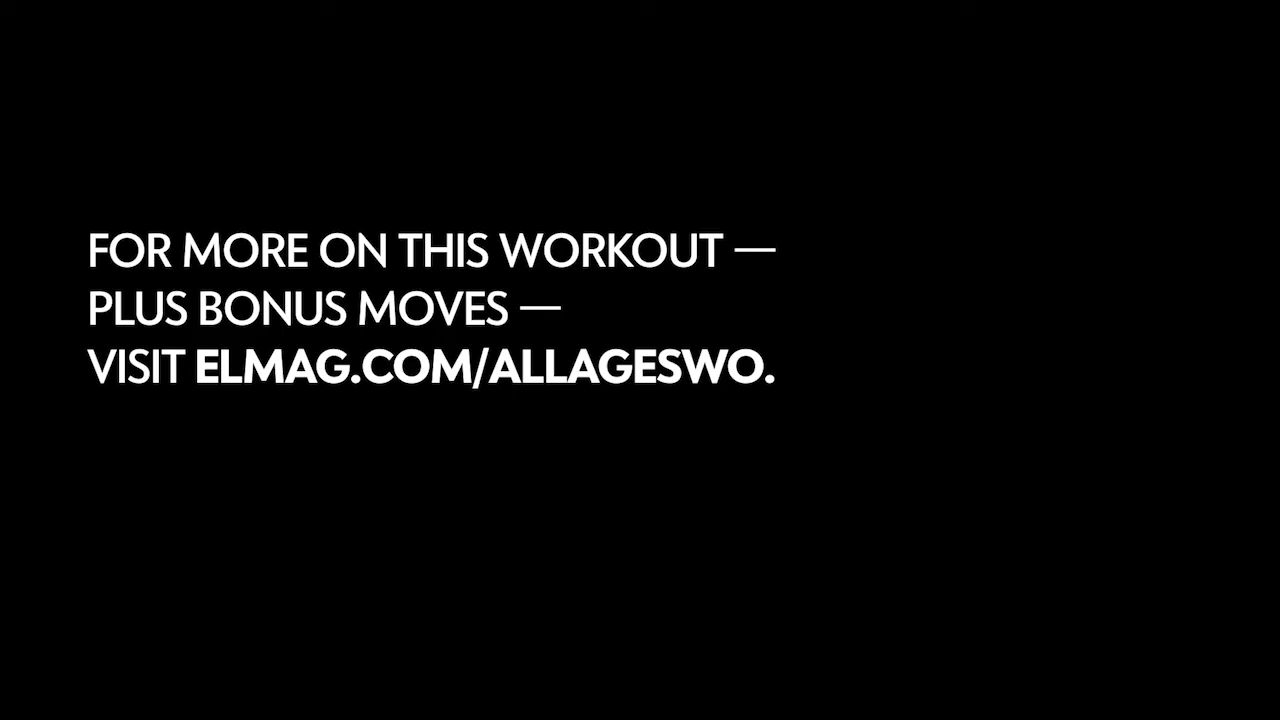 FOR MORE ON THIS WORKOUT —
PLUS BONUS MOVES —
VISIT ELMAG.COM/ALLAGESWO.